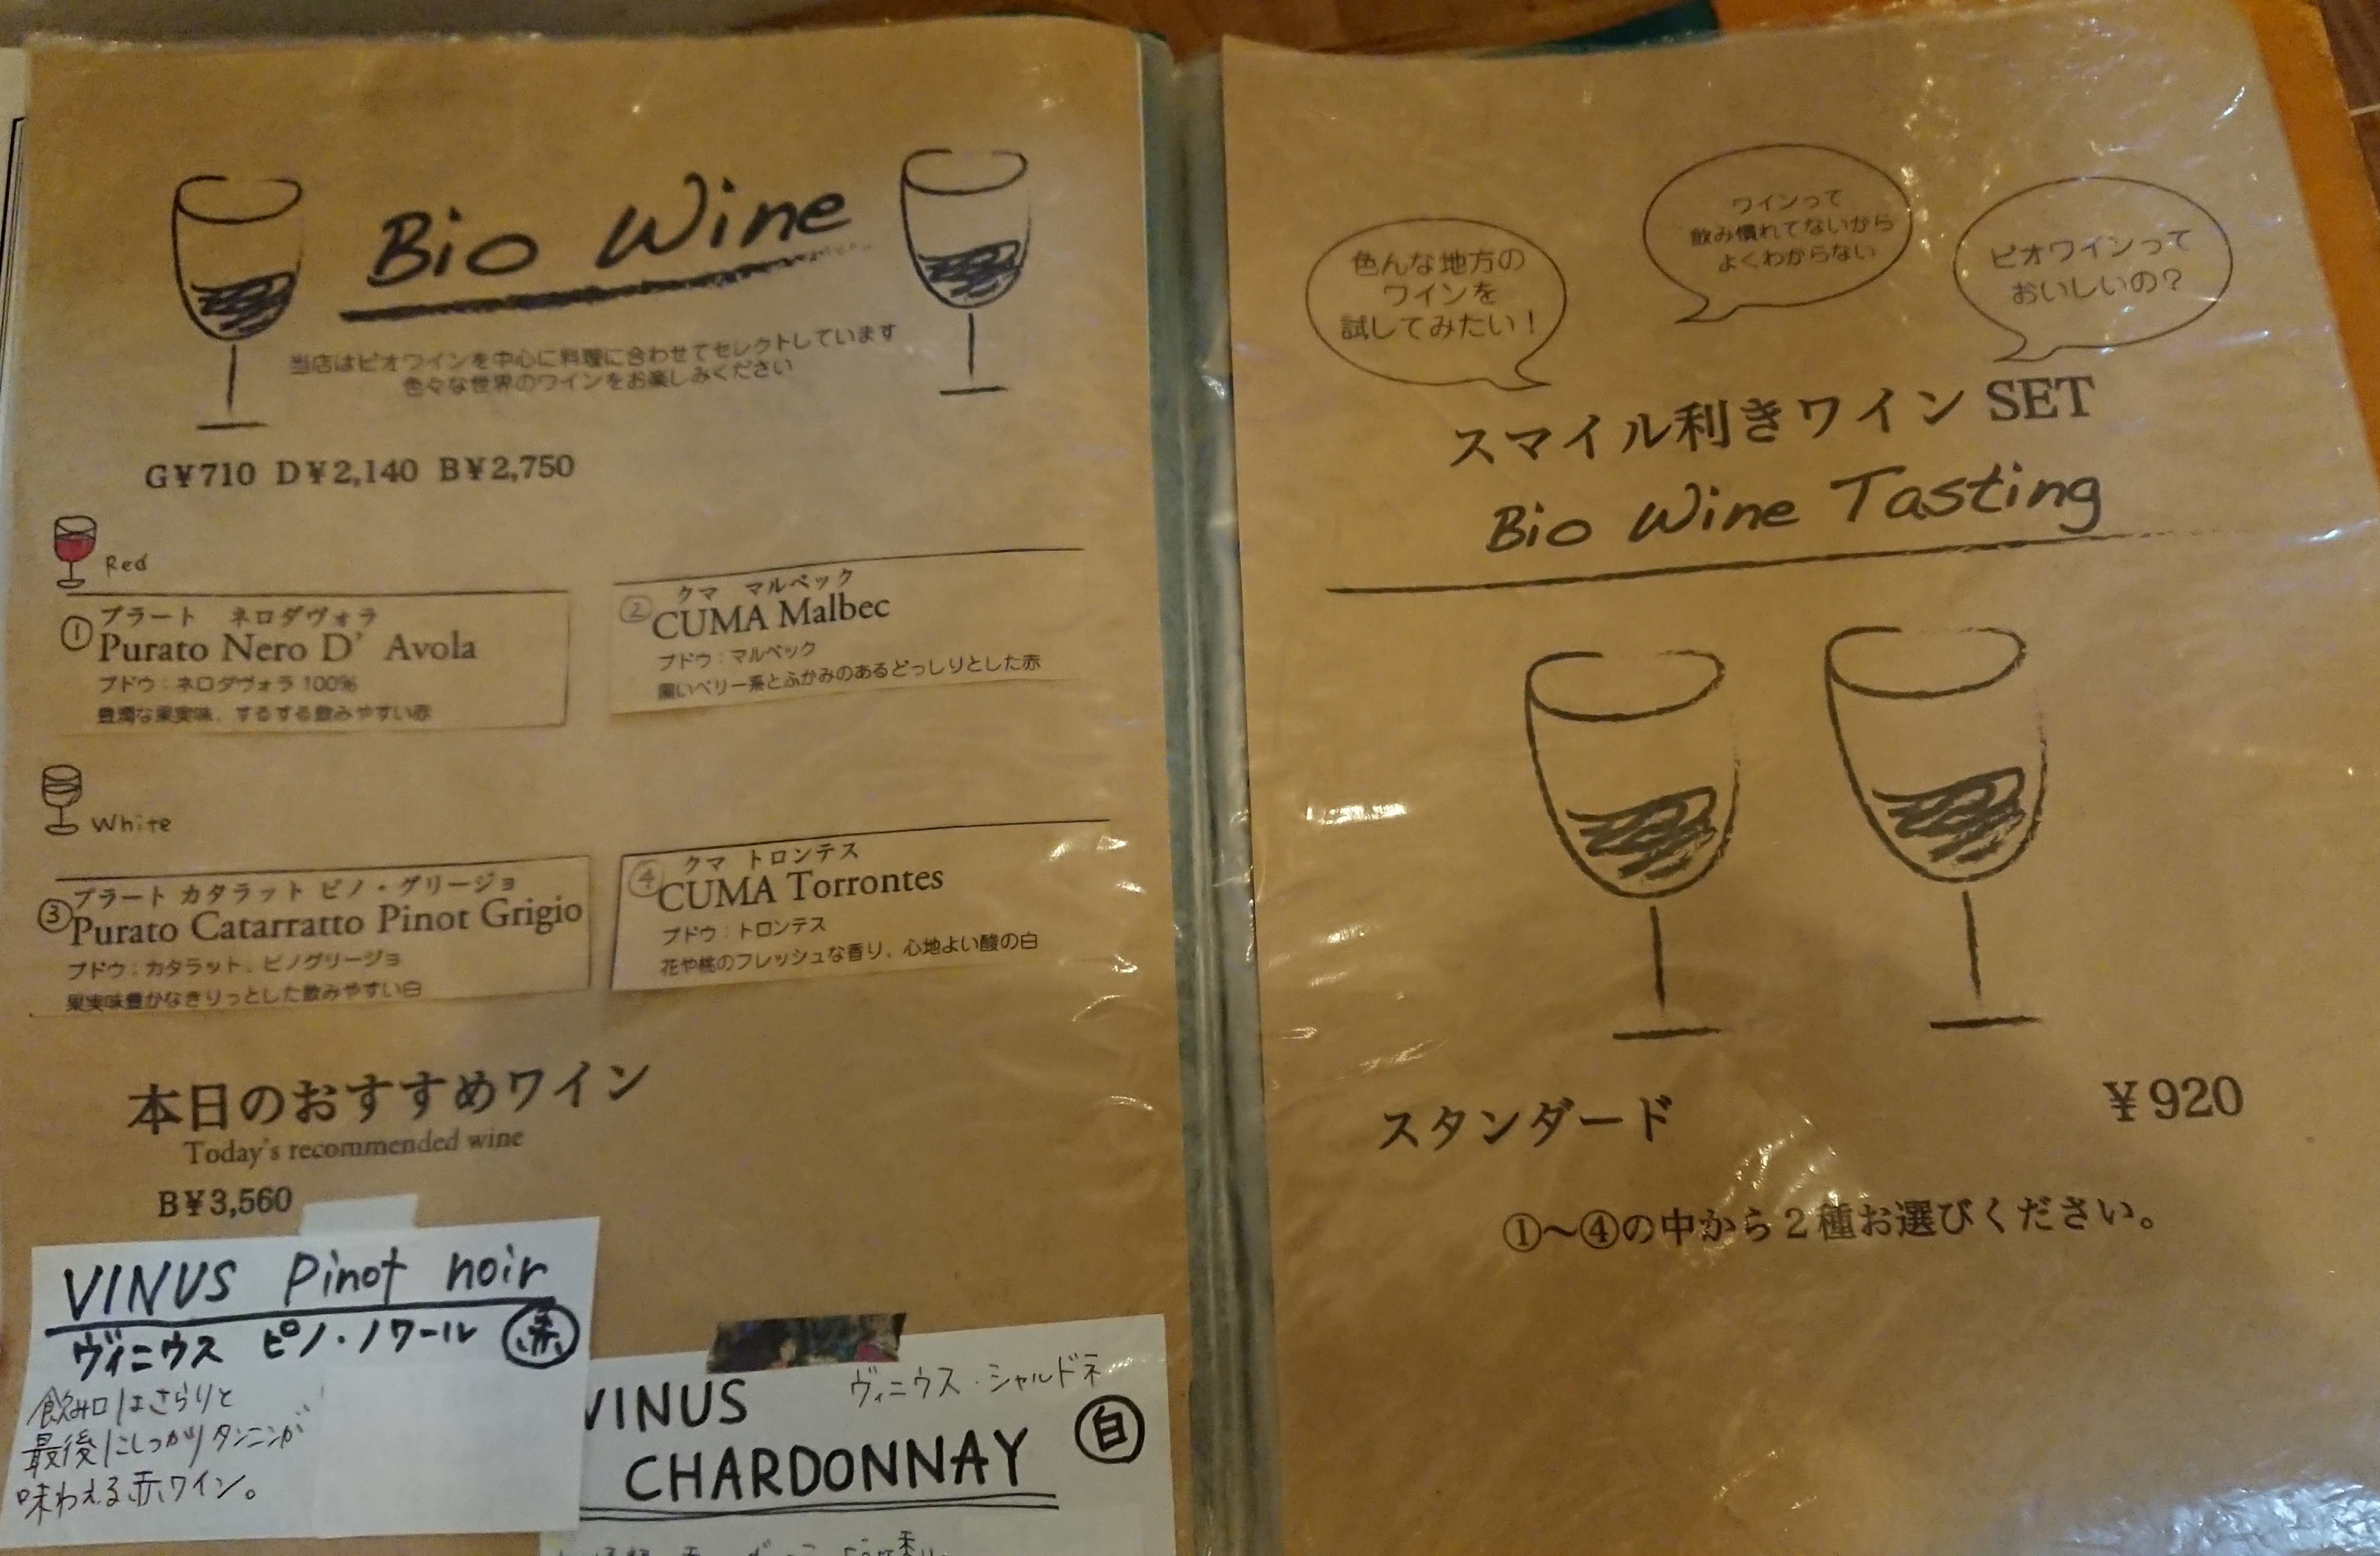 Bio Wine
当店はビオワインを中心に料理に合わせてセレクトしています
色々な世界のワインをお楽しみください
G¥710 D¥2,140 B¥2,750
Red
① プラート ネロダヴォラ
Purato Nero D' Avola
ブドウ:ネロダヴォラ 100%
豊潤な果実味、するする飲みやすい赤
② クマ マルベック
CUMA Malbec
ブドウ:マルベック
黒いベリー系とふかみのあるどっしりとした赤
White
③ プラート カタラット ピノ・グリージョ
Purato Catarratto Pinot Grigio
ブドウ:カタラット、ピノグリージョ
果実味豊かなきりっとした飲みやすい白
④ クマ トロンテス
CUMA Torrontes
ブドウ:トロンテス
花や桃のフレッシュな香り、心地よい酸の白
本日のおすすめワイン
Today's recommended wine
B¥3,560
VINUS Pinot noir
ヴィニウス ピノ・ノワール 赤
飲み口はさらりと
最後にしっかりタンニンが
味わえる赤ワイン。
VINUS ヴィニウス・シャルドネ
CHARDONNAY 白
色んな地方の
ワインを
試してみたい!
ワインって
飲み慣れてないから
よくわからない
ビオワインって
おいしいの?
スマイル利きワイン SET
Bio Wine Tasting
スタンダード ¥920
①~④の中から2種お選びください。